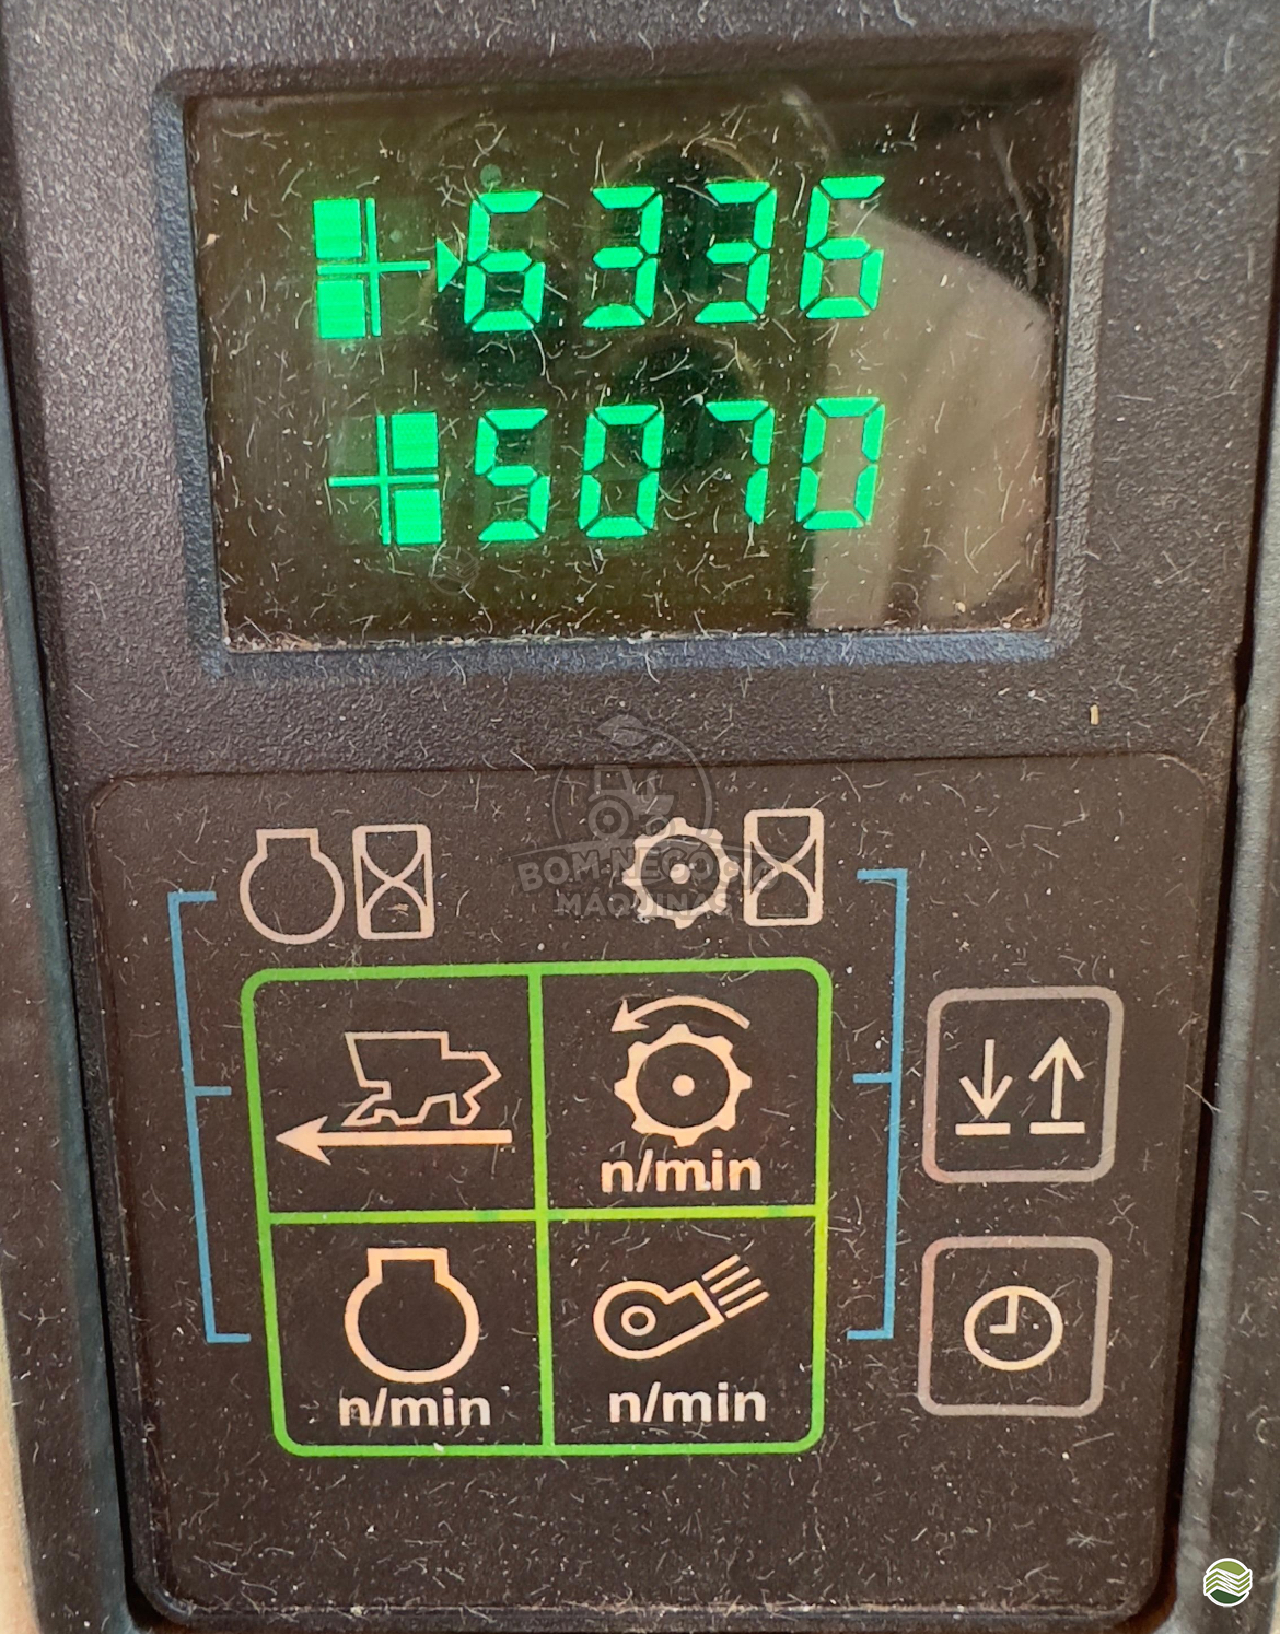 6336
5070
BOM NEGÓCIO
MÁQUINAS
n/min
n/min
n/min